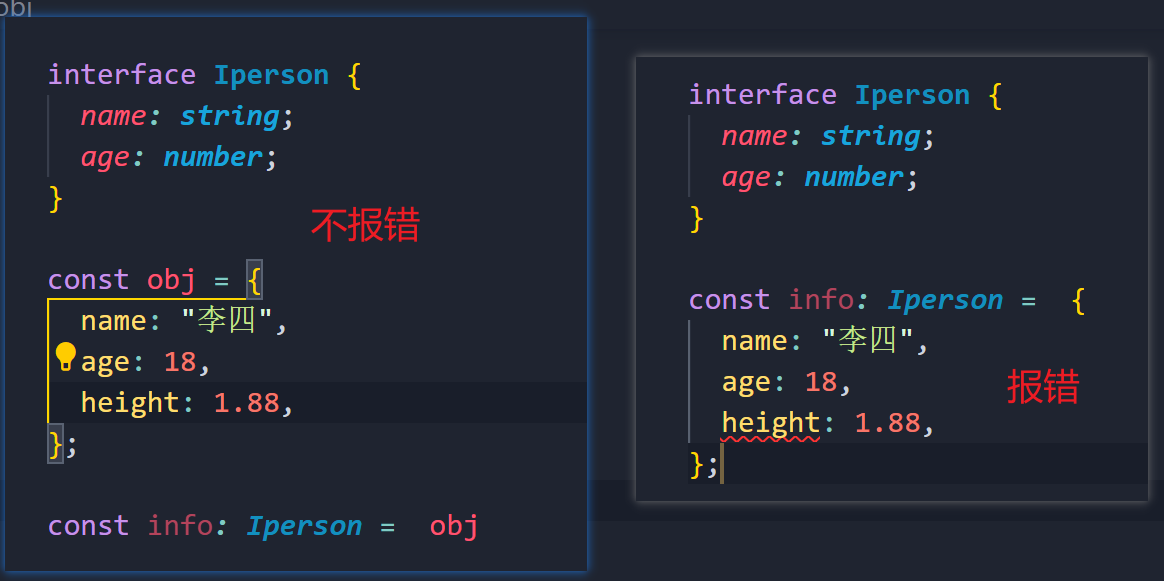 obj
interface Iperson {
name: string;
age: number;
}
不报错
const obj = {
name: "李四",
age: 18,
height: 1.88,
};
const info: Iperson = obj
interface Iperson {
name: string;
age: number;
}
const info: Iperson = {
name: "李四",
age: 18,
报错
height: 1.88,
};